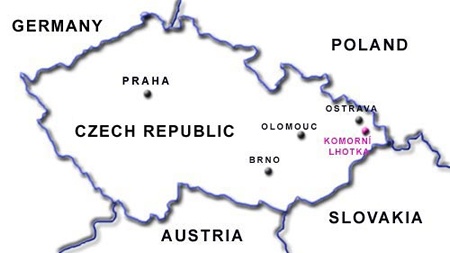 GERMANY
POLAND
PRAHA
OSTRAVA
CZECH REPUBLIC
OLOMOUC
KOMORNÍ
LHOTKA
BRNO
SLOVAKIA
AUSTRIA